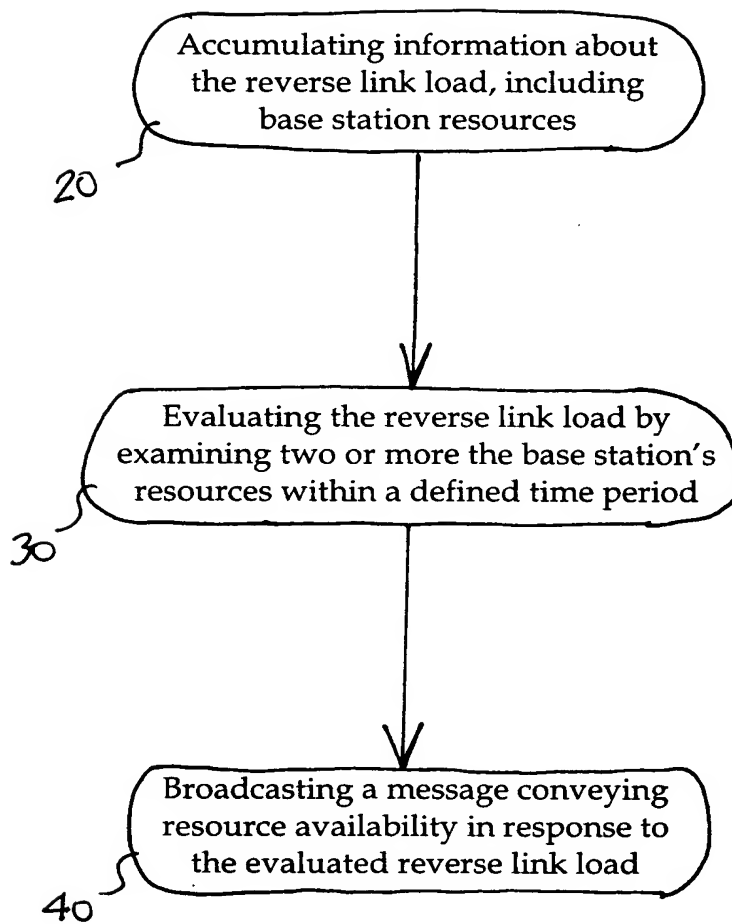 Accumulating information about
the reverse link load, including
base station resources
20
Evaluating the reverse link load by
examining two or more the base station's
resources within a defined time period
30
Broadcasting a message conveying
resource availability in response to
the evaluated reverse link load
40